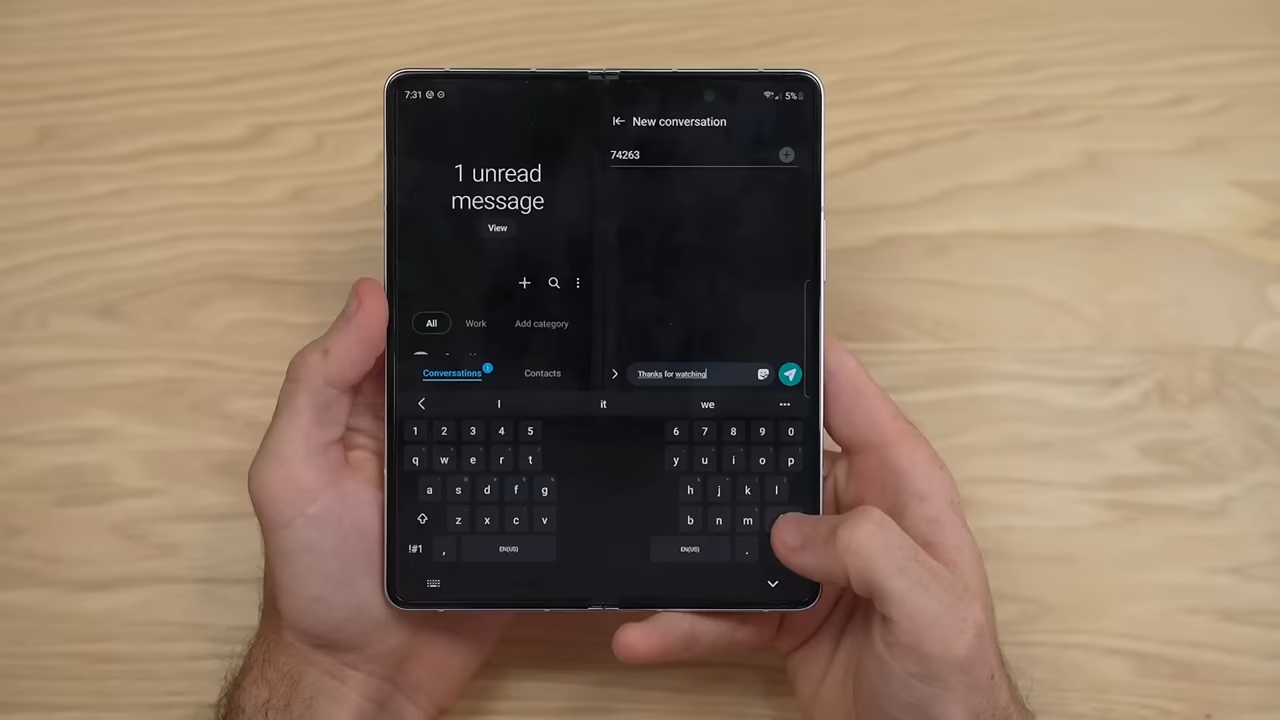 7:31
5%
New conversation
74263
1 unread
message
View
All
Work
Add category
Conversations
1
Contacts
Thanks for watching
I
it
we
1 2 3 4 5 6 7 8 9 0
q w e r t y u i o p
a s d f g h j k l
z x c v b n m
!#1 , EN(US) EN(US) .